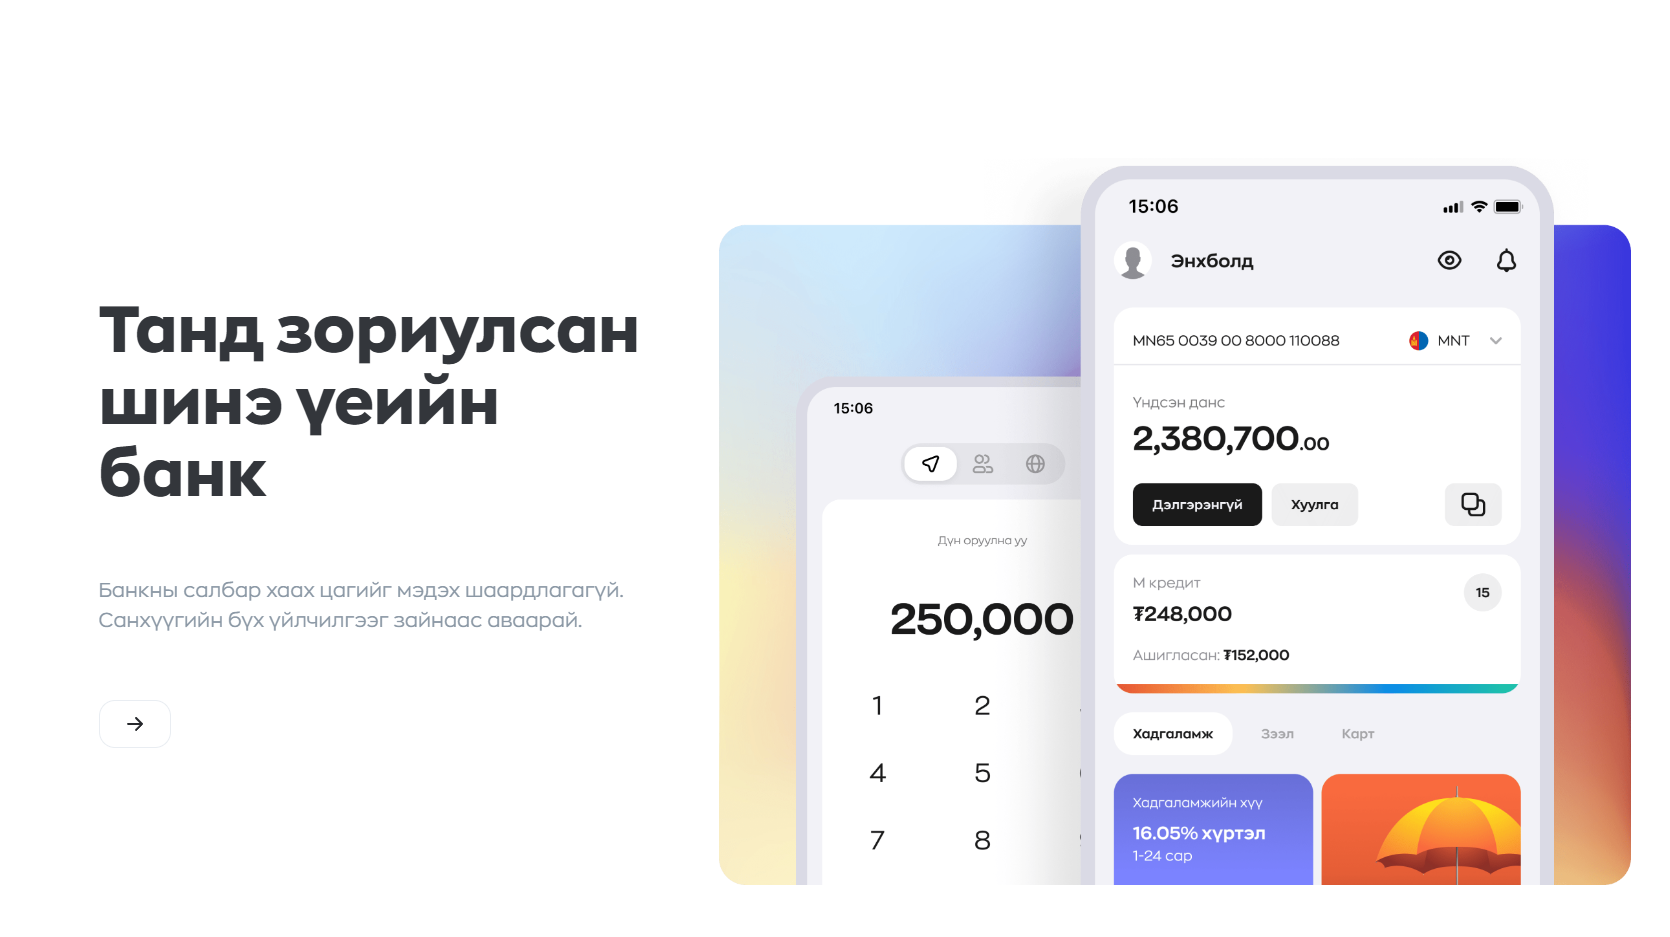 Танд зориулсан
шинэ үеийн
банк
Банкны салбар хаах цагийг мэдэх шаардлагагүй.
Санхүүгийн бүх үйлчилгээг зайнаас аваарай.
15:06
Дүн оруулна уу
250,000
1 2
4 5
7 8
15:06
Энхболд
MN65 0039 00 8000 110088 MNT
Үндсэн данс
2,380,700.00
Дэлгэрэнгүй Хуулга
М кредит
15
₮248,000
Ашигласан: ₮152,000
Хадгаламж Зээл Карт
Хадгаламжийн хүү
16.05% хүртэл
1-24 сар